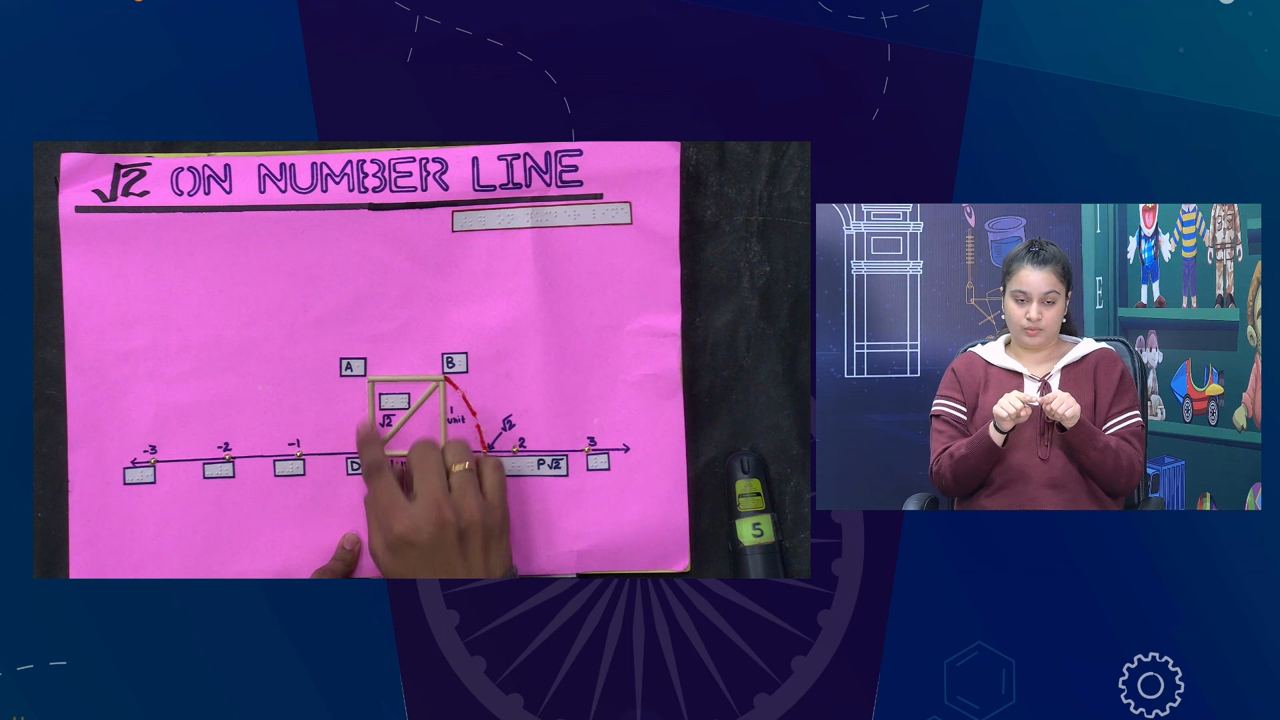 √2 ON NUMBER LINE
A
B
√2
1 unit
√2
-3
-2
-1
2
3
D
P√2
5